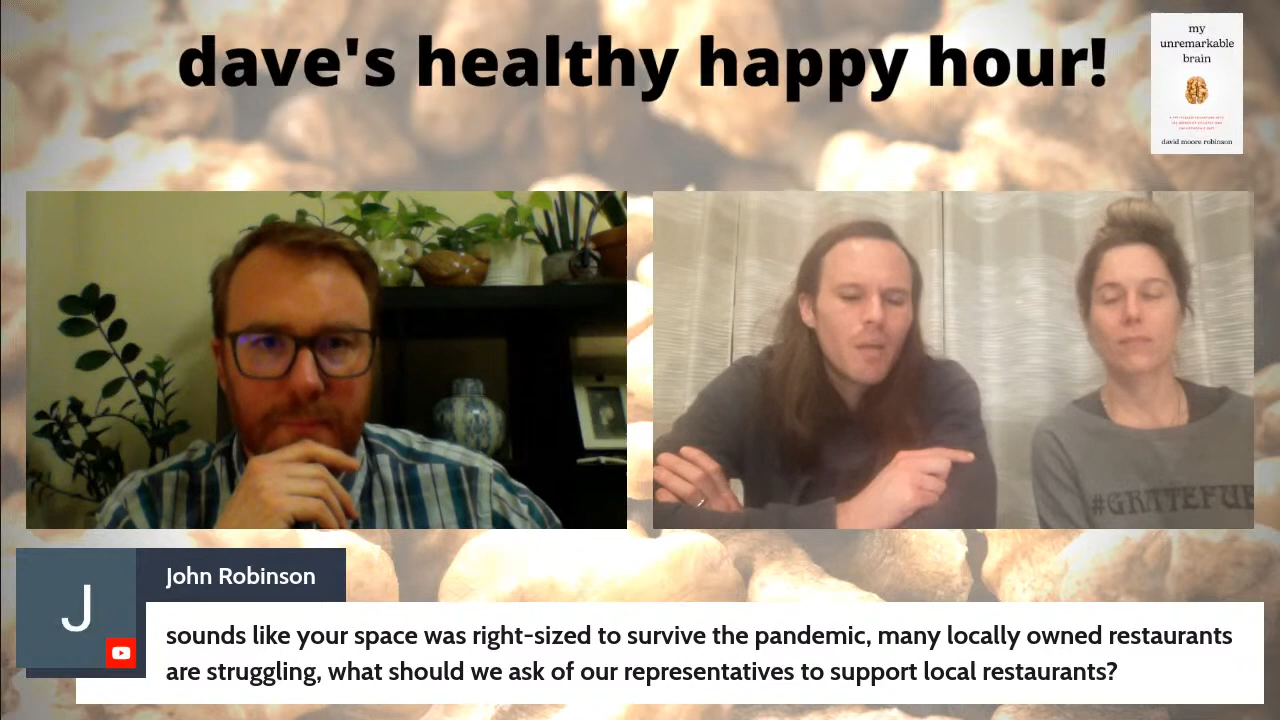 dave's healthy happy hour!
my
unremarkable
brain
david moore robinson
#GRATEFUL
J
John Robinson
sounds like your space was right-sized to survive the pandemic, many locally owned restaurants
are struggling, what should we ask of our representatives to support local restaurants?